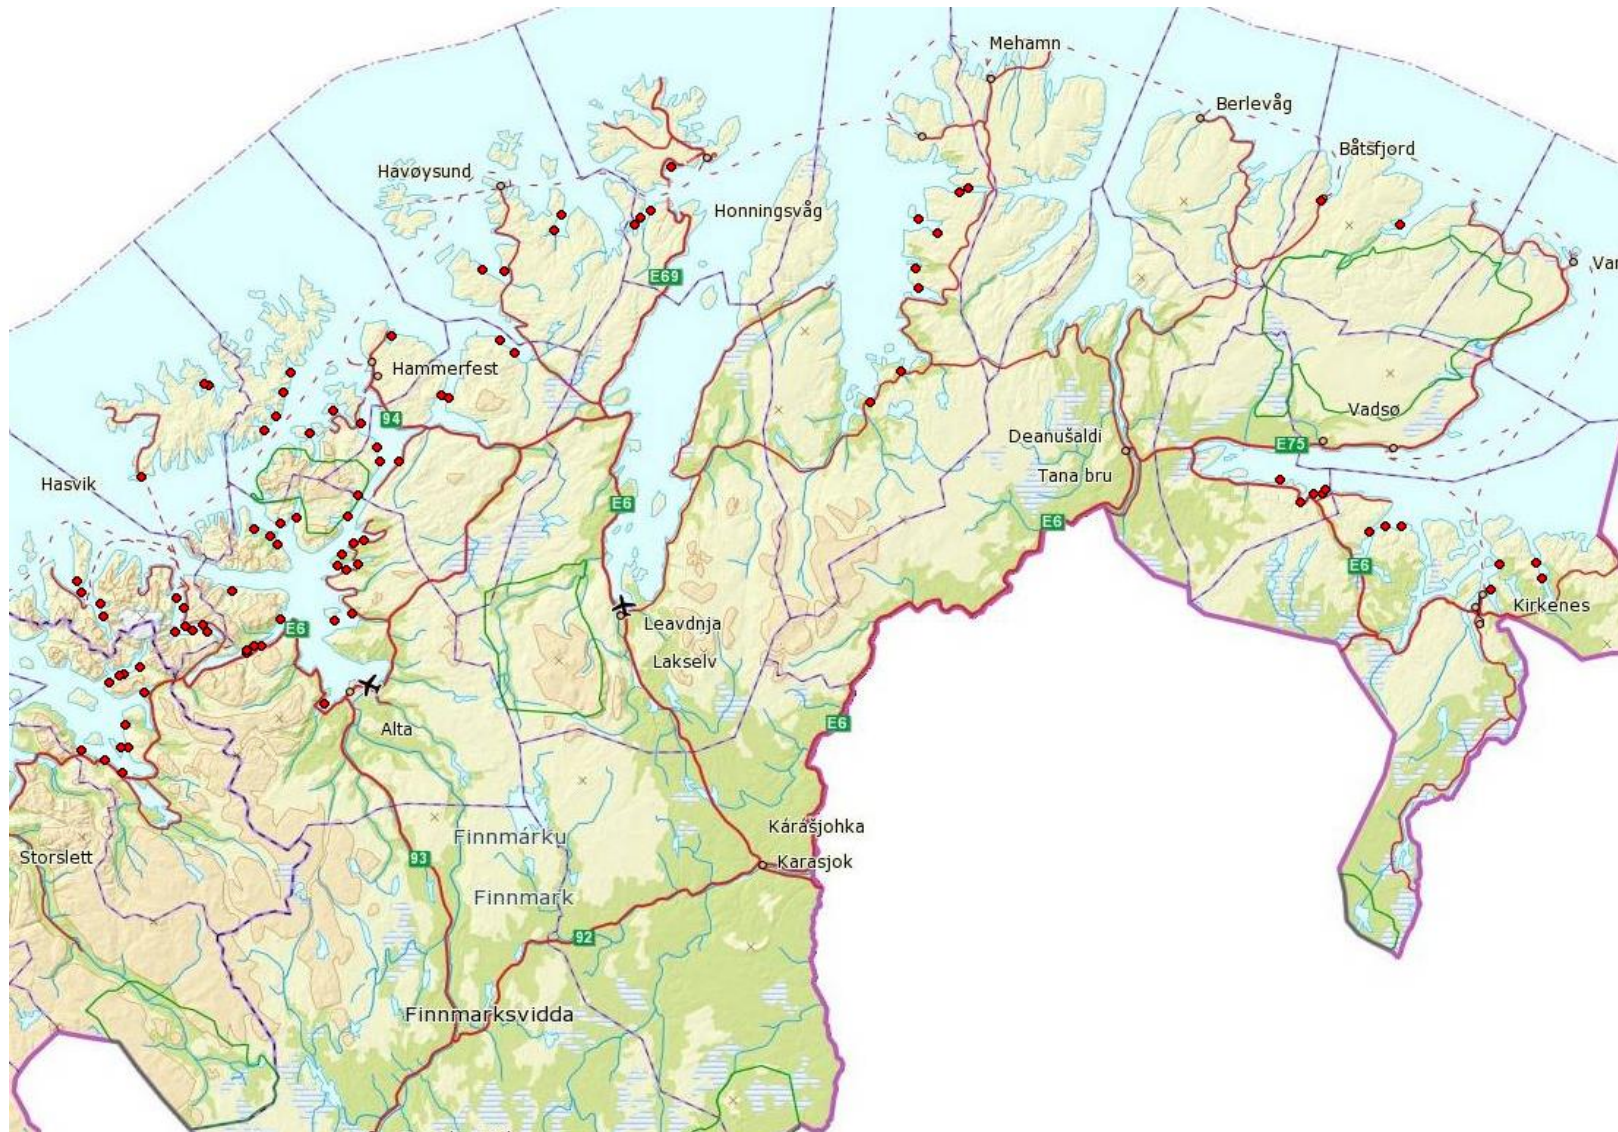 Mehamn
Berlevåg
Båtsfjord
Havøysund
Honningsvåg
E69
Var
Hammerfest
94
Vadsø
Deanušaldi
E75
Hasvik
Tana bru
E6
E6
E6
Kirkenes
Leavdnja
E6
Lakselv
E6
Alta
Kárášjohka
Finnmárku
Storslett
93
Karasjok
Finnmark
92
Finnmarksvidda